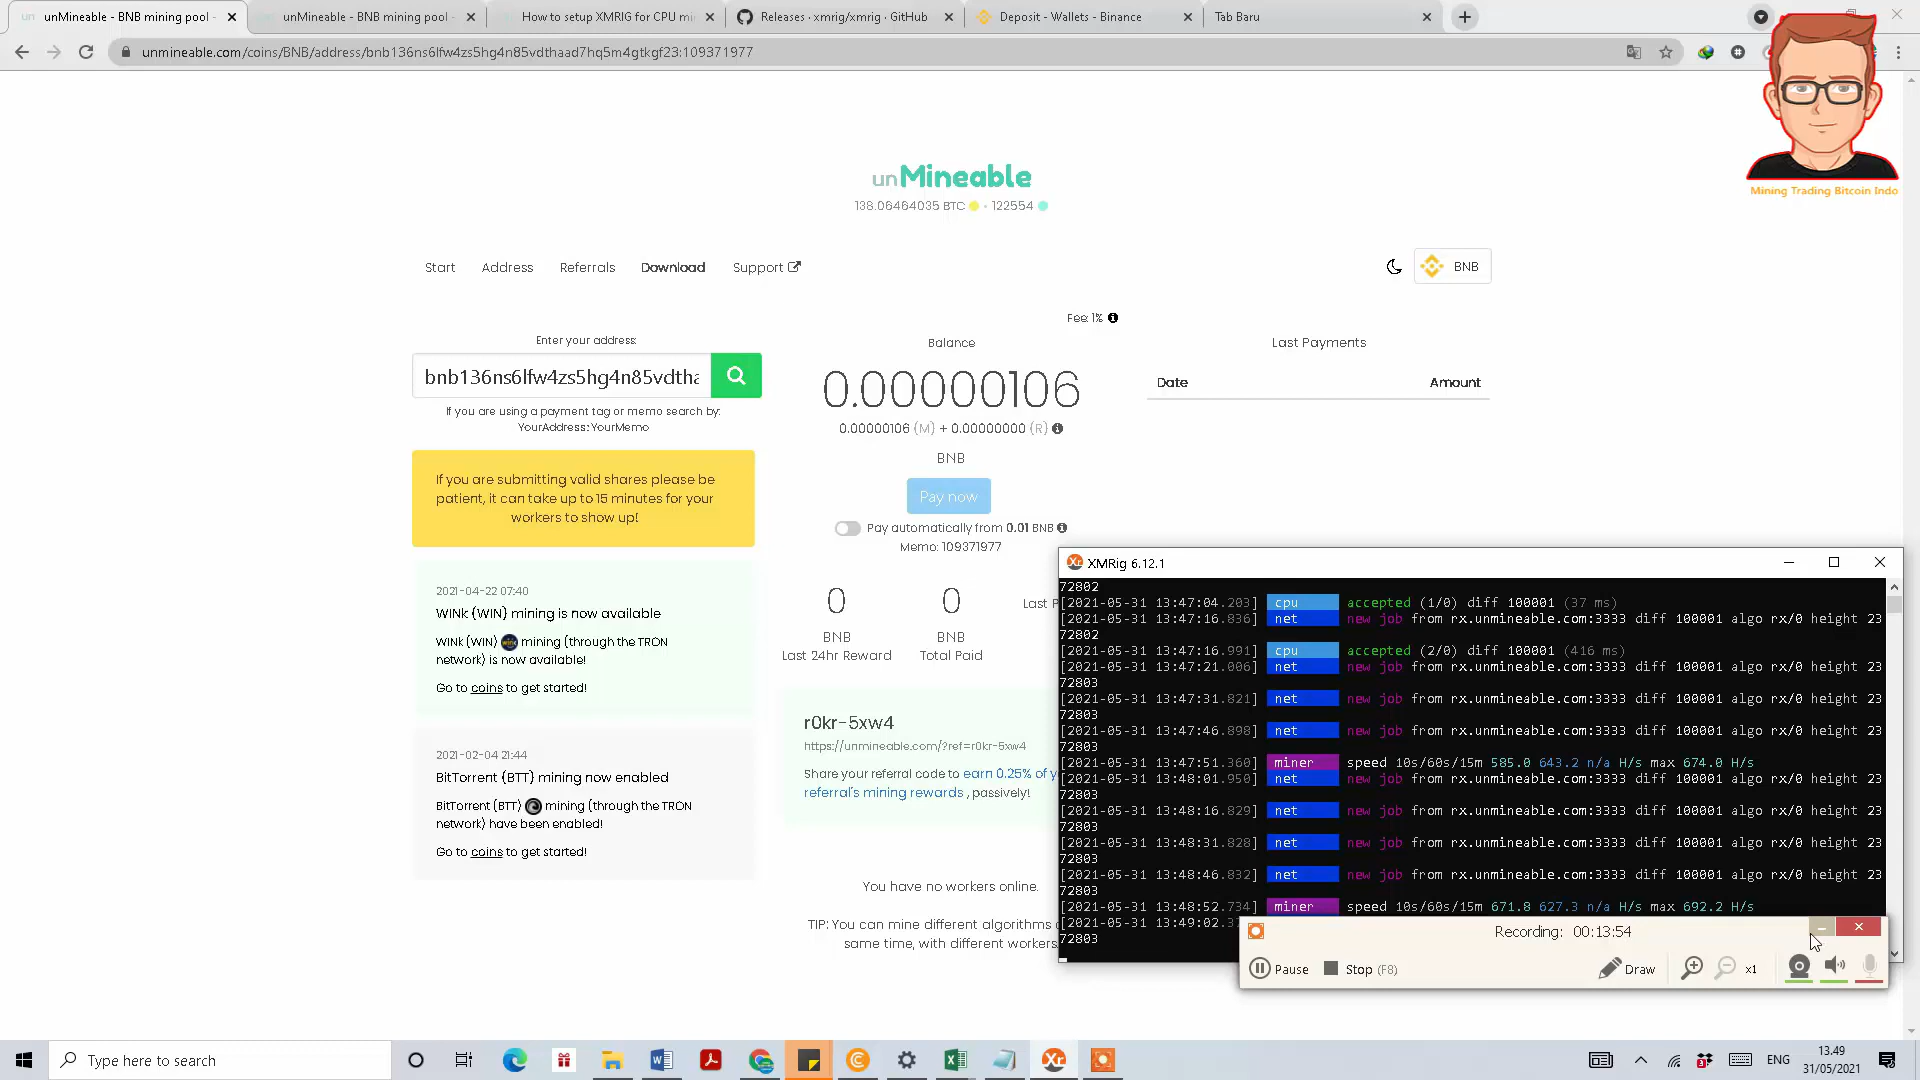 unMineable - BNB mining pool -
unMineable - BNB mining pool -
How to setup XMRIG for CPU mi
Releases · xmrig/xmrig · GitHub
Deposit - Wallets - Binance
Tab Baru
unmineable.com/coins/BNB/address/bnb136ns6lfw4zs5hg4n85vdthaad7hq5m4gtkgf23:109371977
Mining Trading Bitcoin Indo
unMineable
138.06464035 BTC - 122554
Start
Address
Referrals
Download
Support
BNB
Fee: 1%
Enter your address:
bnb136ns6lfw4zs5hg4n85vdtha
If you are using a payment tag or memo search by:
YourAddress:YourMemo
If you are submitting valid shares please be
patient, it can take up to 15 minutes for your
workers to show up!
2021-04-22 07:40
WINk (WIN) mining is now available
WINk (WIN) mining (through the TRON
network) is now available!
Go to coins to get started!
2021-02-04 21:44
BitTorrent (BTT) mining now enabled
BitTorrent (BTT) mining (through the TRON
network) have been enabled!
Go to coins to get started!
Balance
0.00000106
0.00000106 (M) + 0.00000000 (R)
BNB
Pay now
Pay automatically from 0.01 BNB
Memo: 109371977
0
BNB
Last 24hr Reward
0
BNB
Total Paid
Last P
r0kr-5xw4
https://unmineable.com/?ref=r0kr-5xw4
Share your referral code to earn 0.25% of y
referral's mining rewards , passively!
You have no workers online.
TIP: You can mine different algorithms
same time, with different workers.
Last Payments
Date
Amount
XMRig 6.12.1
72802
[2021-05-31 13:47:04.203] cpu accepted (1/0) diff 100001 (37 ms)
[2021-05-31 13:47:16.836] net new job from rx.unmineable.com:3333 diff 100001 algo rx/0 height 23
72802
[2021-05-31 13:47:16.991] cpu accepted (2/0) diff 100001 (416 ms)
[2021-05-31 13:47:21.006] net new job from rx.unmineable.com:3333 diff 100001 algo rx/0 height 23
72803
[2021-05-31 13:47:31.821] net new job from rx.unmineable.com:3333 diff 100001 algo rx/0 height 23
72803
[2021-05-31 13:47:46.898] net new job from rx.unmineable.com:3333 diff 100001 algo rx/0 height 23
72803
[2021-05-31 13:47:51.360] miner speed 10s/60s/15m 585.0 643.2 n/a H/s max 674.0 H/s
[2021-05-31 13:48:01.950] net new job from rx.unmineable.com:3333 diff 100001 algo rx/0 height 23
72803
[2021-05-31 13:48:16.829] net new job from rx.unmineable.com:3333 diff 100001 algo rx/0 height 23
72803
[2021-05-31 13:48:31.828] net new job from rx.unmineable.com:3333 diff 100001 algo rx/0 height 23
72803
[2021-05-31 13:48:46.832] net new job from rx.unmineable.com:3333 diff 100001 algo rx/0 height 23
72803
[2021-05-31 13:48:52.734] miner speed 10s/60s/15m 671.8 627.3 n/a H/s max 692.2 H/s
[2021-05-31 13:49:02.3
72803
Recording: 00:13:54
Pause
Stop (F8)
Draw
x1
Type here to search
ENG
13.49
31/05/2021